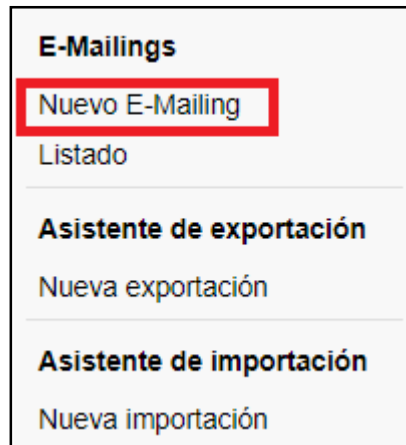 E-Mailings
Nuevo E-Mailing
Listado
Asistente de exportación
Nueva exportación
Asistente de importación
Nueva importación